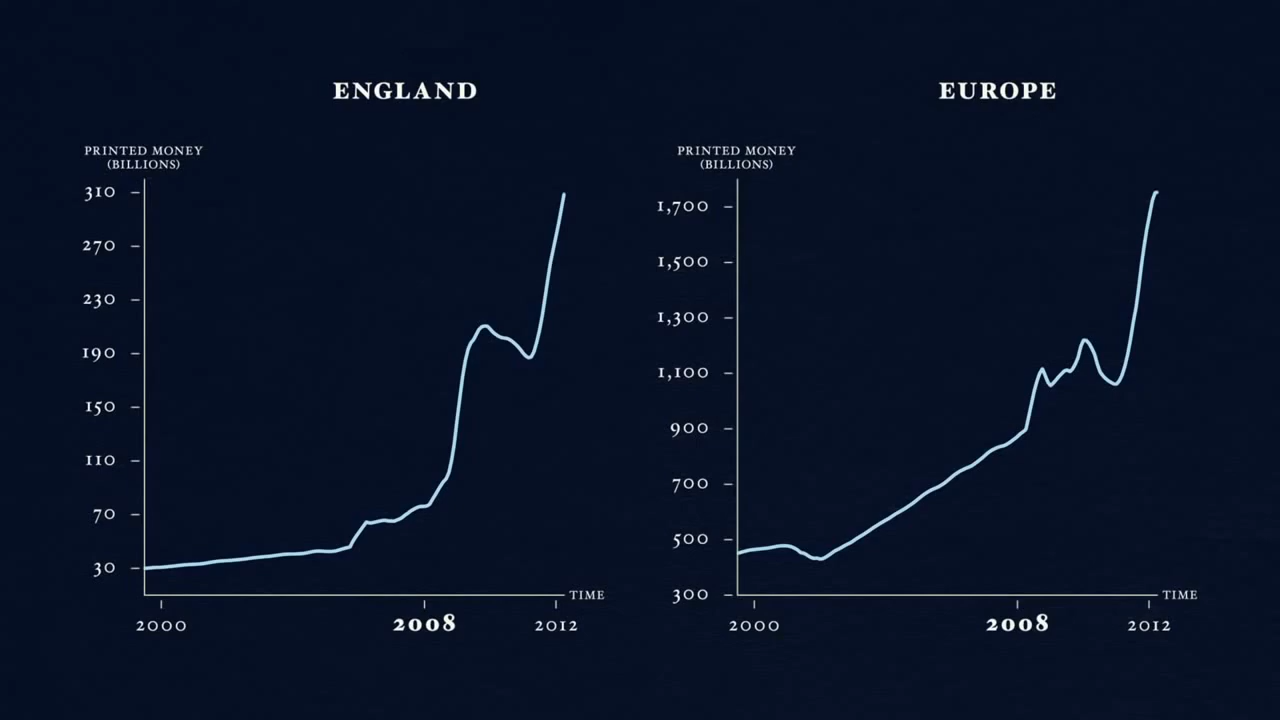 ENGLAND
PRINTED MONEY
(BILLIONS)
310
270
230
190
150
110
70
30
TIME
2000
2008
2012
EUROPE
PRINTED MONEY
(BILLIONS)
1,700
1,500
1,300
1,100
900
700
500
300
TIME
2000
2008
2012